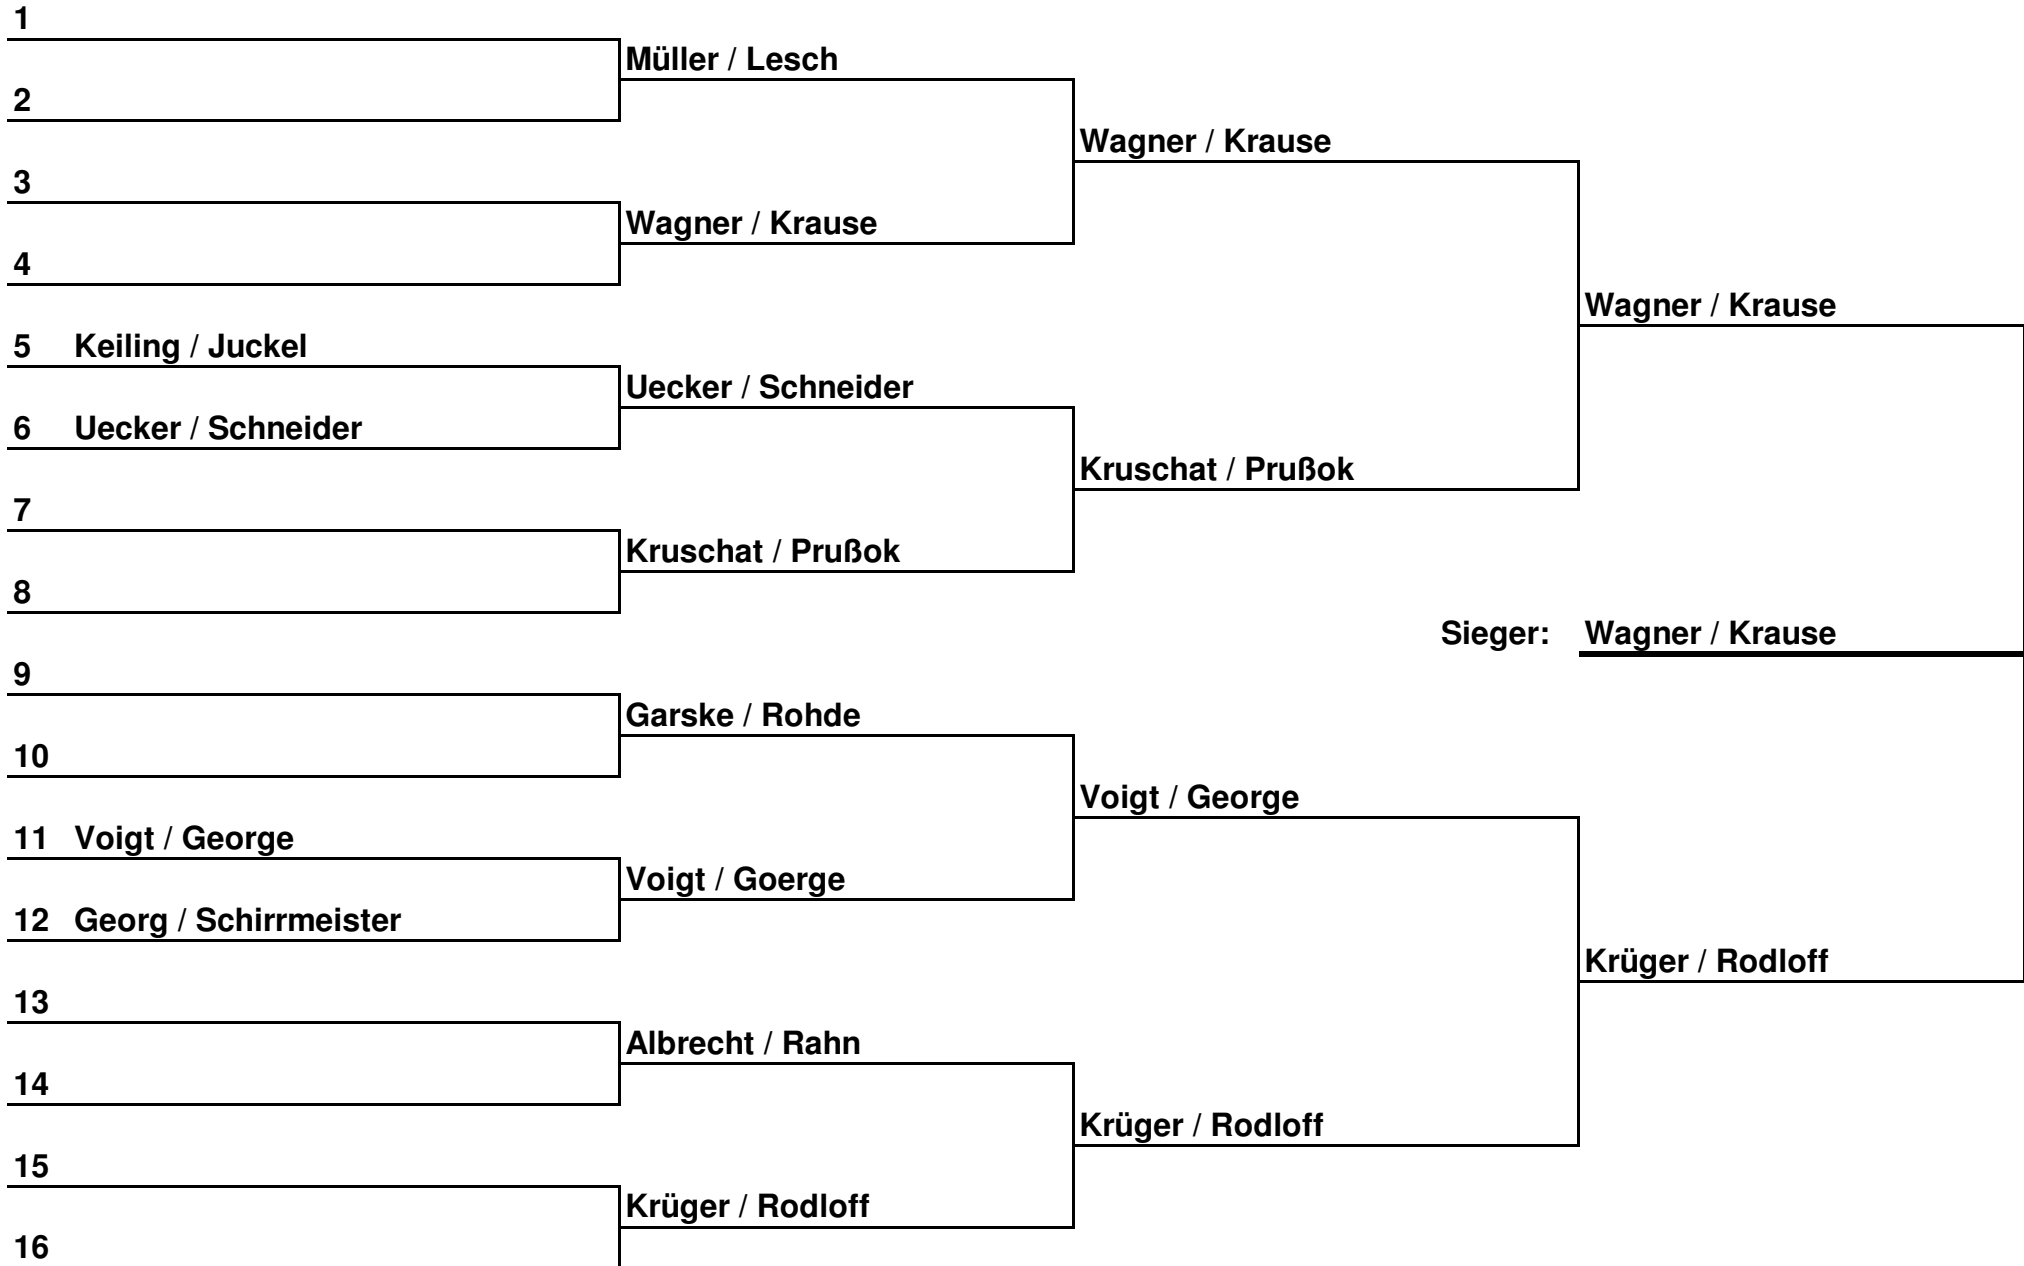 1
Müller / Lesch
2
Wagner / Krause
3
Wagner / Krause
4
Wagner / Krause
5 Keiling / Juckel
Uecker / Schneider
6 Uecker / Schneider
Kruschat / Prußok
7
Kruschat / Prußok
8
Sieger: Wagner / Krause
9
Garske / Rohde
10
Voigt / George
11 Voigt / George
Voigt / Goerge
12 Georg / Schirrmeister
Krüger / Rodloff
13
Albrecht / Rahn
14
Krüger / Rodloff
15
Krüger / Rodloff
16